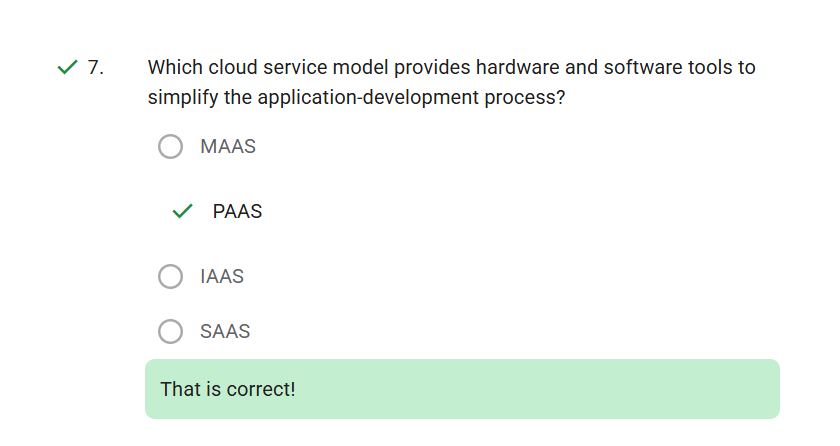 7. Which cloud service model provides hardware and software tools to
simplify the application-development process?
MAAS
PAAS
IAAS
SAAS
That is correct!